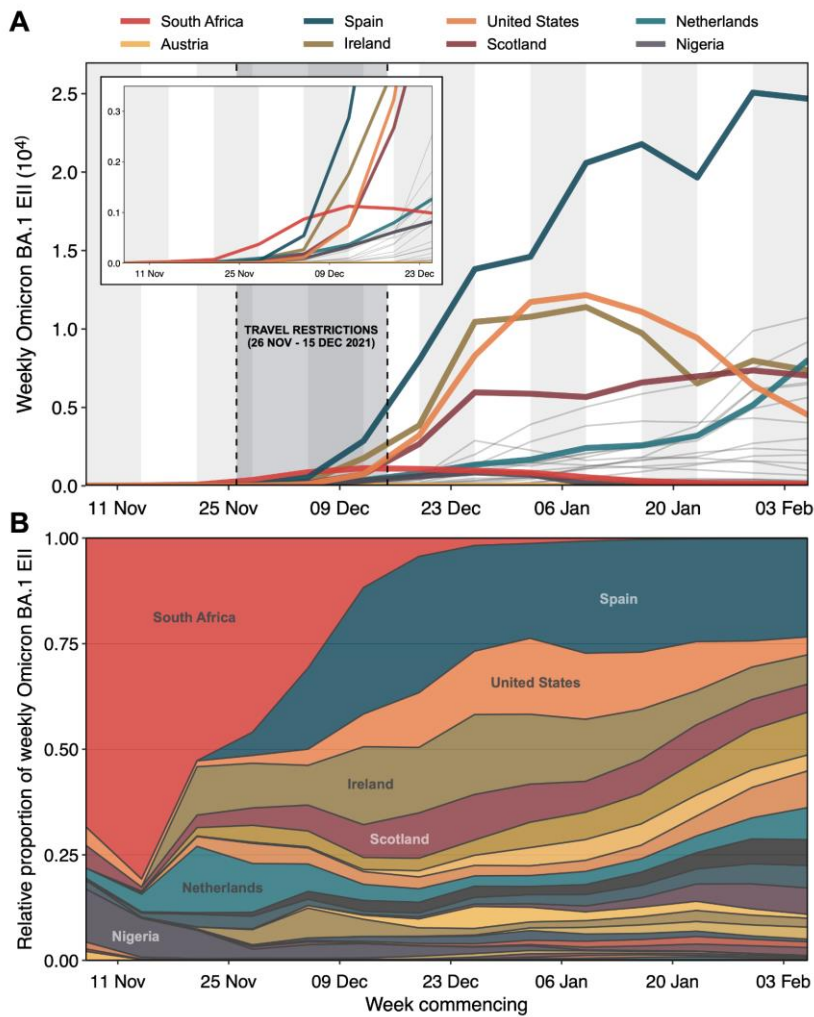 A
South Africa Spain United States Netherlands
Austria Ireland Scotland Nigeria
Weekly Omicron BA.1 EII (10⁴)
2.5
2.0
1.5
1.0
0.5
0.0
0.3
0.2
0.1
0.0
11 Nov 25 Nov 09 Dec 23 Dec
TRAVEL RESTRICTIONS
(26 NOV - 15 DEC 2021)
11 Nov 25 Nov 09 Dec 23 Dec 06 Jan 20 Jan 03 Feb
B
Relative proportion of weekly Omicron BA.1 EII
1.00
0.75
0.50
0.25
0.00
South Africa
Spain
United States
Ireland
Scotland
Netherlands
Nigeria
11 Nov 25 Nov 09 Dec 23 Dec 06 Jan 20 Jan 03 Feb
Week commencing